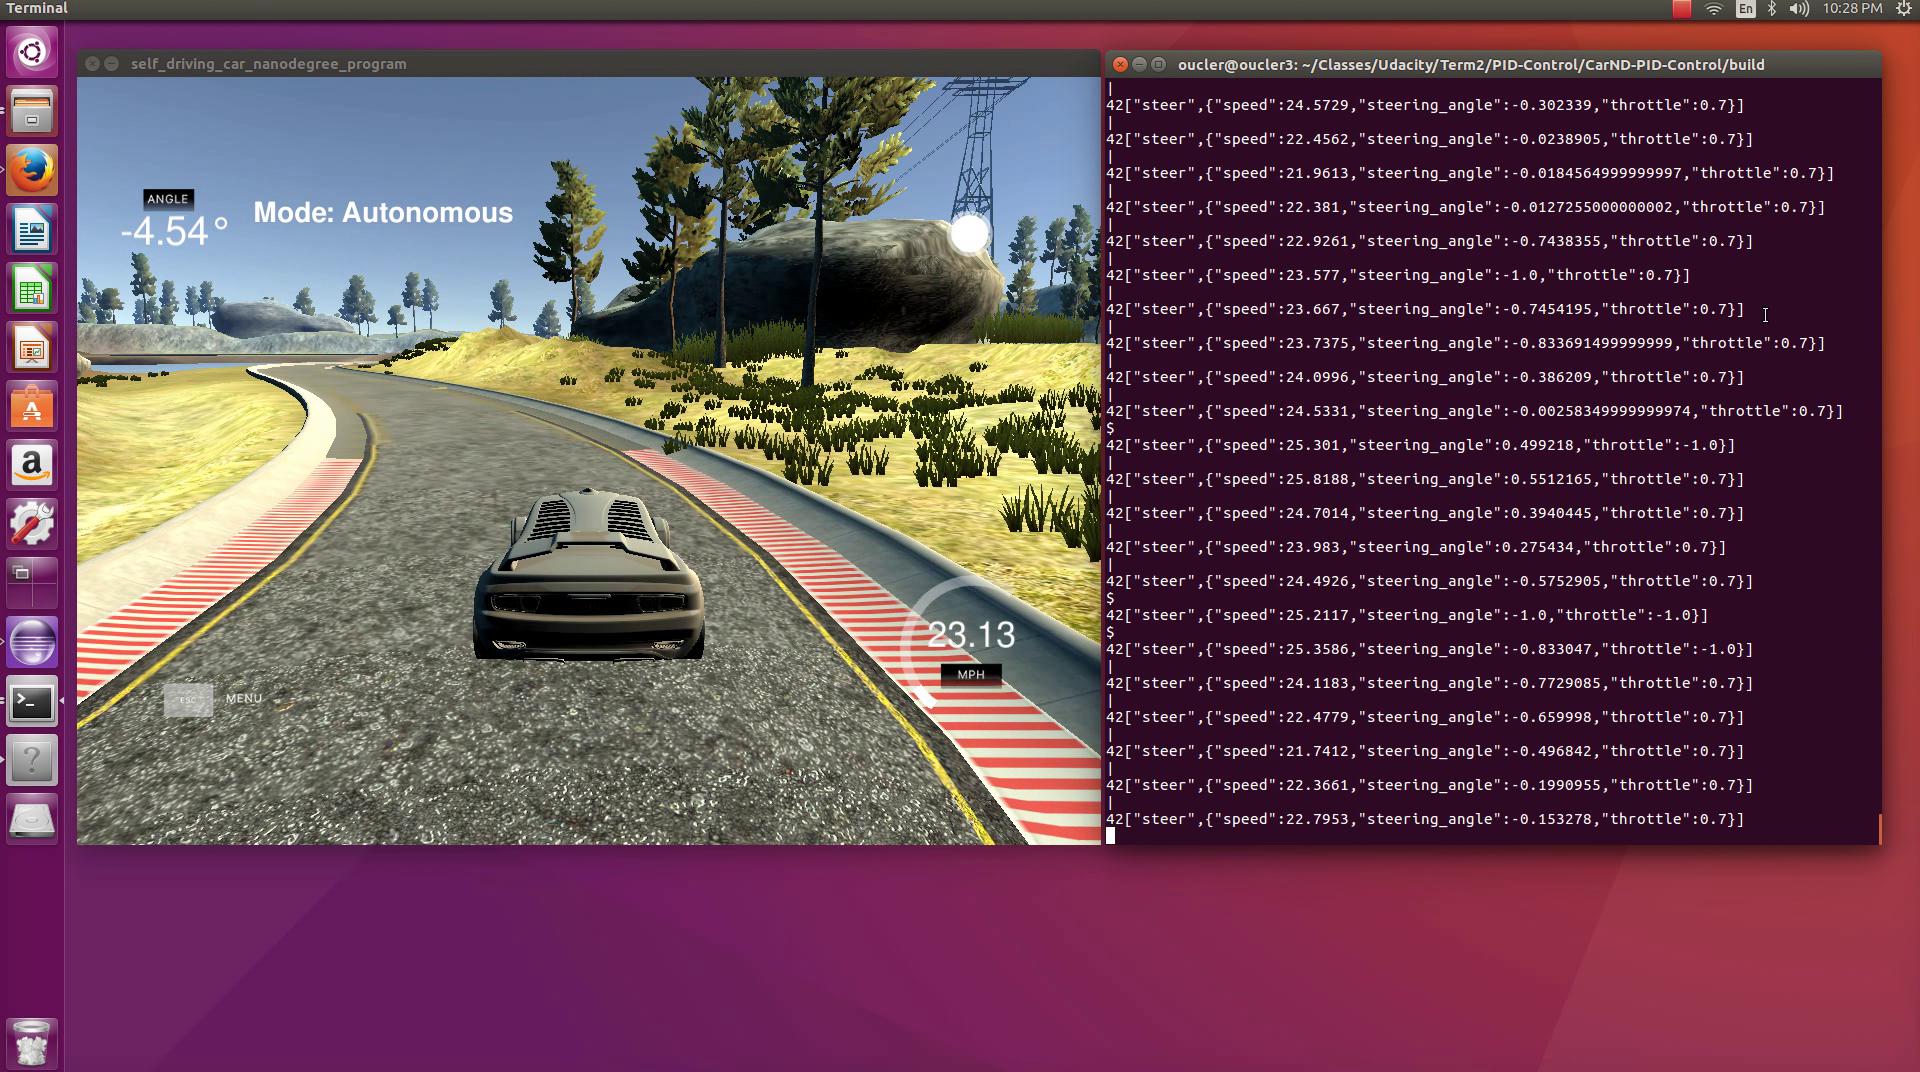 Terminal
En
10:28 PM
self_driving_car_nanodegree_program
ANGLE
-4.54°
Mode: Autonomous
23.13
MPH
ESC
MENU
a
oucler@oucler3: ~/Classes/Udacity/Term2/PID-Control/CarND-PID-Control/build
|
42["steer",{"speed":24.5729,"steering_angle":-0.302339,"throttle":0.7}]
|
42["steer",{"speed":22.4562,"steering_angle":-0.0238905,"throttle":0.7}]
|
42["steer",{"speed":21.9613,"steering_angle":-0.0184564999999997,"throttle":0.7}]
|
42["steer",{"speed":22.381,"steering_angle":-0.0127255000000002,"throttle":0.7}]
|
42["steer",{"speed":22.9261,"steering_angle":-0.7438355,"throttle":0.7}]
|
42["steer",{"speed":23.577,"steering_angle":-1.0,"throttle":0.7}]
|
42["steer",{"speed":23.667,"steering_angle":-0.7454195,"throttle":0.7}]
|
42["steer",{"speed":23.7375,"steering_angle":-0.833691499999999,"throttle":0.7}]
|
42["steer",{"speed":24.0996,"steering_angle":-0.386209,"throttle":0.7}]
|
42["steer",{"speed":24.5331,"steering_angle":-0.00258349999999974,"throttle":0.7}]
$
42["steer",{"speed":25.301,"steering_angle":0.499218,"throttle":-1.0}]
|
42["steer",{"speed":25.8188,"steering_angle":0.5512165,"throttle":0.7}]
|
42["steer",{"speed":24.7014,"steering_angle":0.3940445,"throttle":0.7}]
|
42["steer",{"speed":23.983,"steering_angle":0.275434,"throttle":0.7}]
|
42["steer",{"speed":24.4926,"steering_angle":-0.5752905,"throttle":0.7}]
$
42["steer",{"speed":25.2117,"steering_angle":-1.0,"throttle":-1.0}]
$
42["steer",{"speed":25.3586,"steering_angle":-0.833047,"throttle":-1.0}]
|
42["steer",{"speed":24.1183,"steering_angle":-0.7729085,"throttle":0.7}]
|
42["steer",{"speed":22.4779,"steering_angle":-0.659998,"throttle":0.7}]
|
42["steer",{"speed":21.7412,"steering_angle":-0.496842,"throttle":0.7}]
|
42["steer",{"speed":22.3661,"steering_angle":-0.1990955,"throttle":0.7}]
|
42["steer",{"speed":22.7953,"steering_angle":-0.153278,"throttle":0.7}]